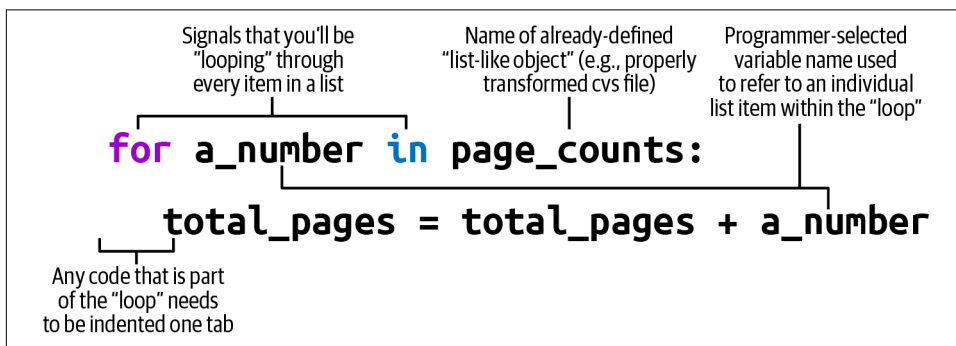 Signals that you'll be
"looping" through
every item in a list
Name of already-defined
"list-like object" (e.g., properly
transformed cvs file)
Programmer-selected
variable name used
to refer to an individual
list item within the "loop"
for a_number in page_counts:
total_pages = total_pages + a_number
Any code that is part
of the "loop" needs
to be indented one tab